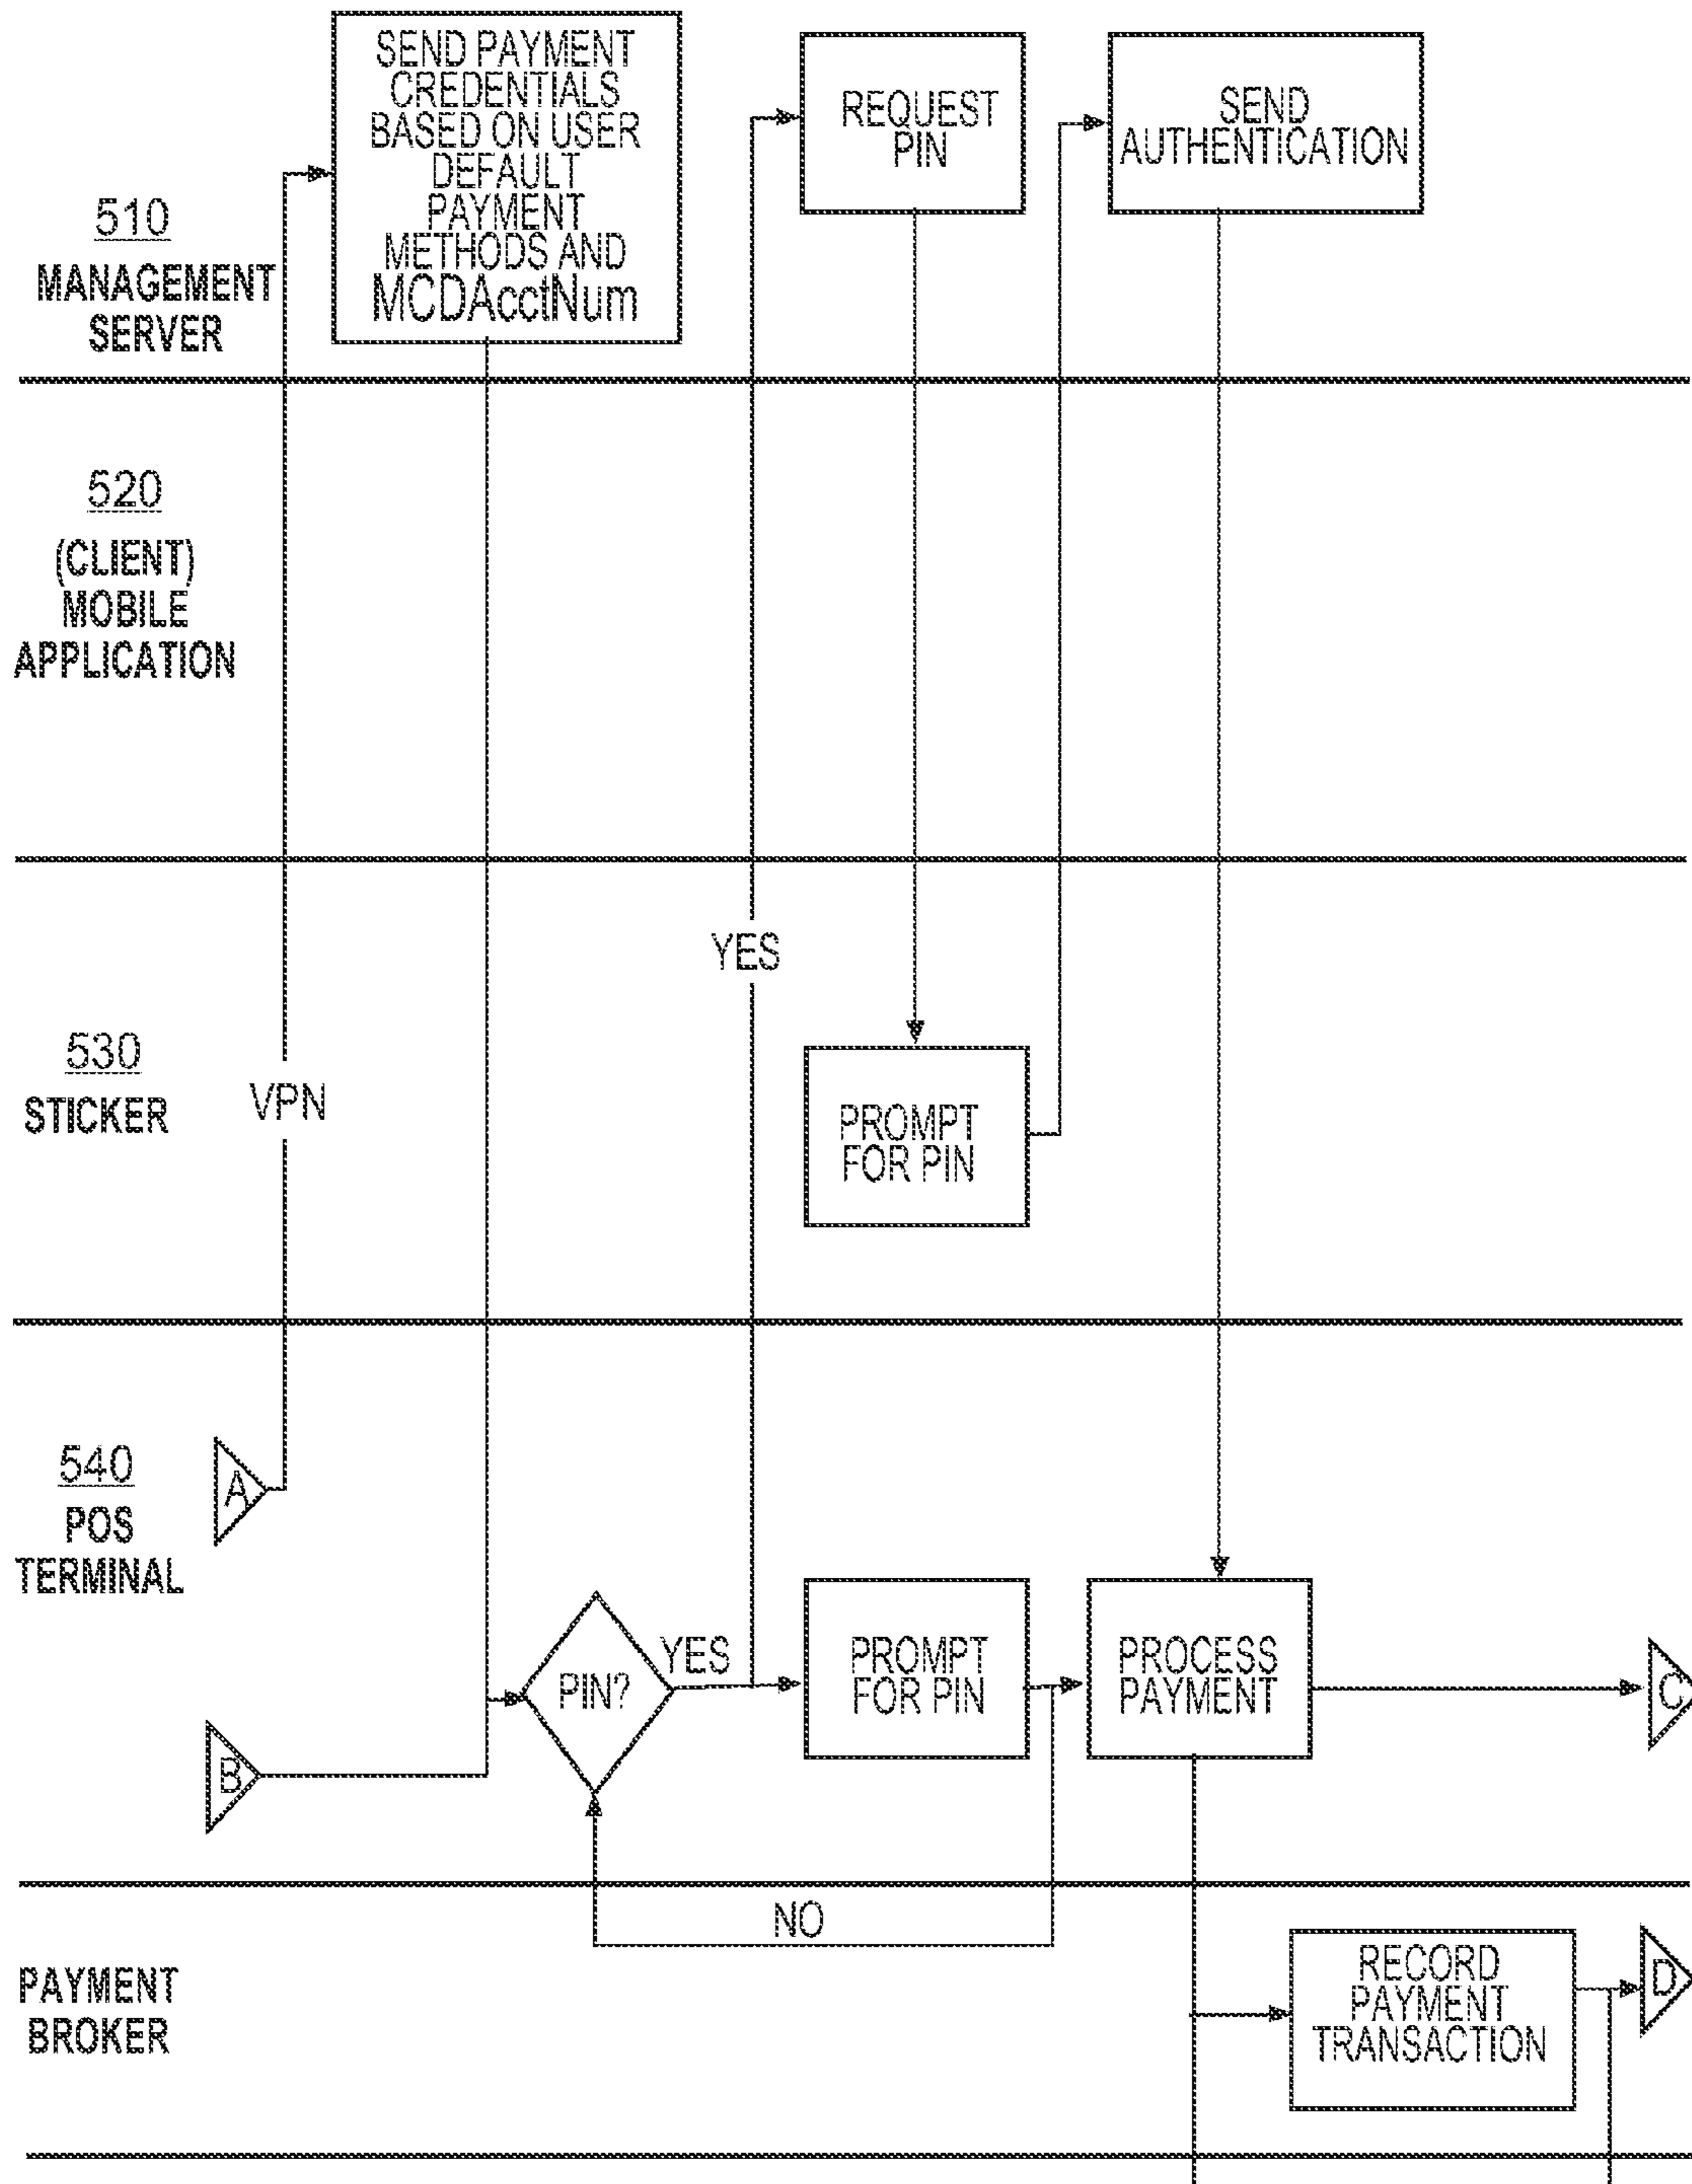 SEND PAYMENT
CREDENTIALS
BASED ON USER
DEFAULT
PAYMENT
METHODS AND
MCDAcctNum
REQUEST
PIN
SEND
AUTHENTICATION
510
MANAGEMENT
SERVER
520
(CLIENT)
MOBILE
APPLICATION
YES
530
STICKER
VPN
PROMPT
FOR PIN
540
POS
TERMINAL
A
B
PIN?
YES
PROMPT
FOR PIN
PROCESS
PAYMENT
C
NO
PAYMENT
BROKER
RECORD
PAYMENT
TRANSACTION
D